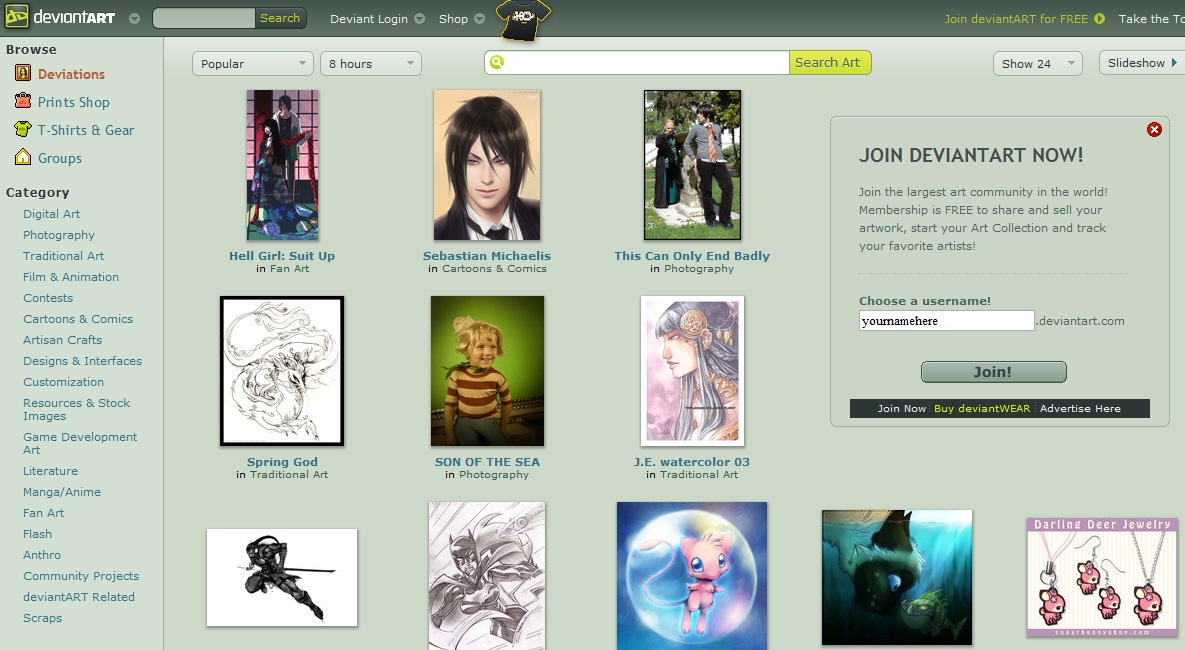 deviantART
Search
Deviant Login
Shop
Join deviantART for FREE
Take the To
Browse
Deviations
Prints Shop
T-Shirts & Gear
Groups
Category
Digital Art
Photography
Traditional Art
Film & Animation
Contests
Cartoons & Comics
Artisan Crafts
Designs & Interfaces
Customization
Resources & Stock
Images
Game Development
Art
Literature
Manga/Anime
Fan Art
Flash
Anthro
Community Projects
deviantART Related
Scraps
Popular
8 hours
Search Art
Show 24
Slideshow
Hell Girl: Suit Up
in Fan Art
Sebastian Michaelis
in Cartoons & Comics
This Can Only End Badly
in Photography
JOIN DEVIANTART NOW!
Join the largest art community in the world!
Membership is FREE to share and sell your
artwork, start your Art Collection and track
your favorite artists!
Choose a username!
yournamehere
.deviantart.com
Join!
Join Now
Buy deviantWEAR
Advertise Here
Spring God
in Traditional Art
SON OF THE SEA
in Photography
J.E. watercolor 03
in Traditional Art
Darling Deer Jewelry
sugarbunnyshop.com